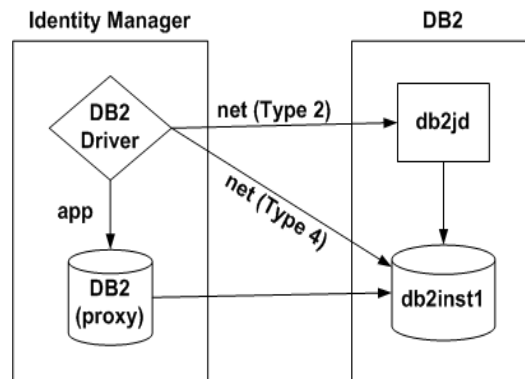 Identity Manager
DB2
DB2
Driver
net (Type 2)
db2jd
net (Type 4)
app
DB2
(proxy)
db2inst1